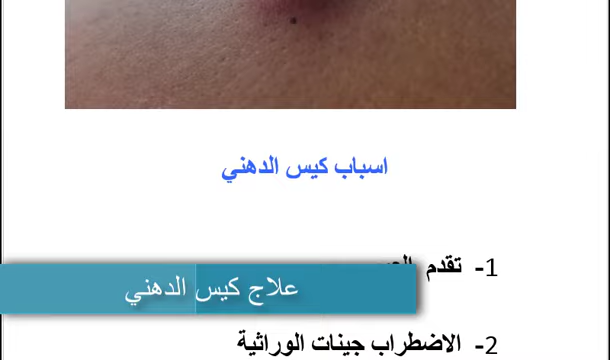 اسباب كيس الدهني
1- تقدم
علاج كيس الدهني
2- الاضطراب جينات الوراثية